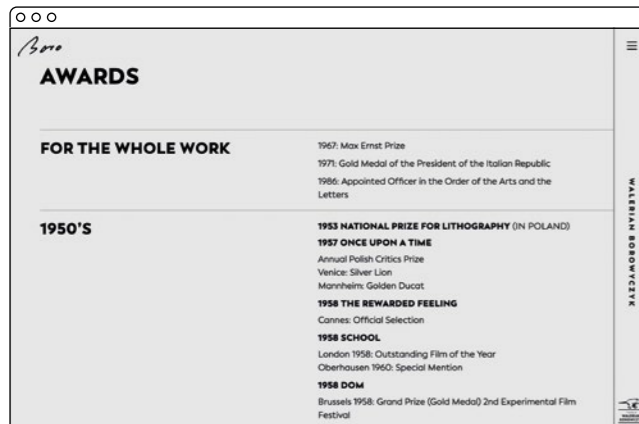 Boro
AWARDS
FOR THE WHOLE WORK
1967: Max Ernst Prize
1971: Gold Medal of the President of the Italian Republic
1986: Appointed Officer in the Order of the Arts and the
Letters
1950'S
1953 NATIONAL PRIZE FOR LITHOGRAPHY (IN POLAND)
1957 ONCE UPON A TIME
Annual Polish Critics Prize
Venice: Silver Lion
Mannheim: Golden Ducat
1958 THE REWARDED FEELING
Cannes: Official Selection
1958 SCHOOL
London 1958: Outstanding Film of the Year
Oberhausen 1960: Special Mention
1958 DOM
Brussels 1958: Grand Prize (Gold Medal) 2nd Experimental Film
Festival
WALERIAN BOROWYCZYK